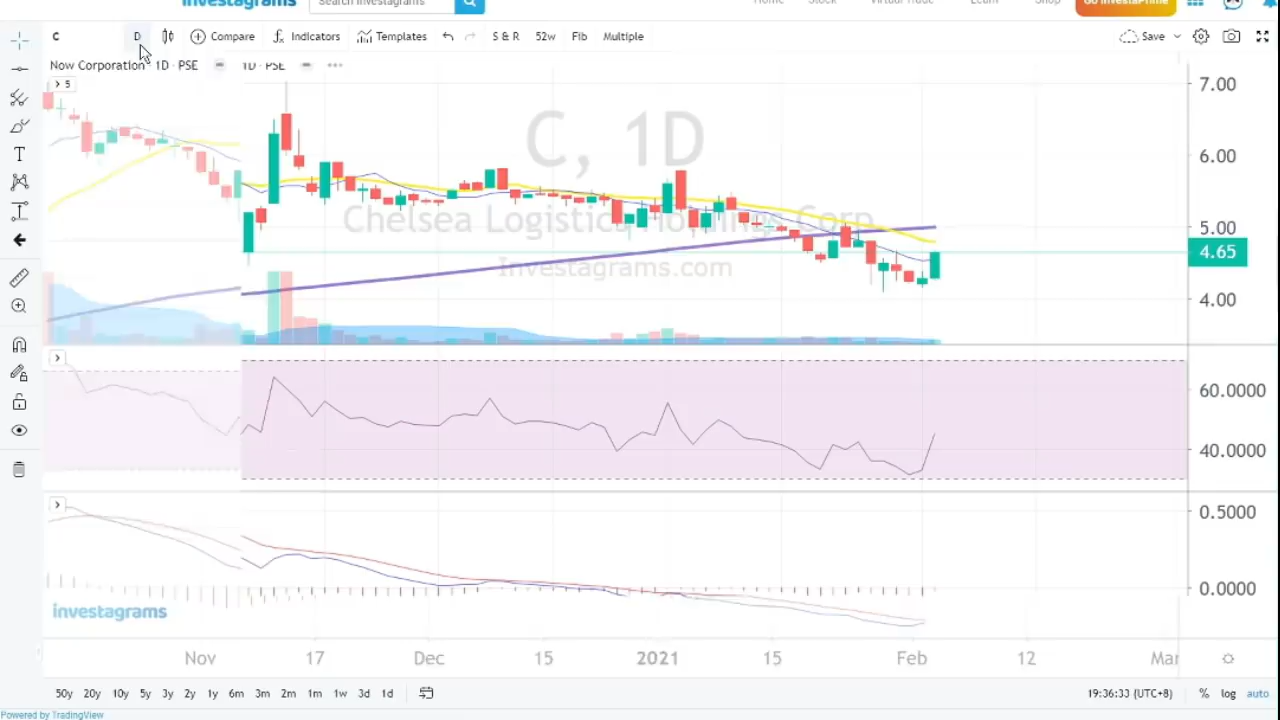 Investagrams
Search Investagrams
Home Stock Virtual Trade Learn Shop Go InvestaPrime
C D Compare Indicators Templates S & R 52w Fib Multiple Save
Now Corporation 1D PSE 1D PSE
5
C, 1D
Chelsea Logistics Holdings Corp
Investagrams.com
7.00
6.00
5.00
4.65
4.00
60.0000
40.0000
0.5000
0.0000
investagrams
Nov 17 Dec 15 2021 15 Feb 12 Mar
50y 20y 10y 5y 3y 2y 1y 6m 3m 2m 1m 1w 3d 1d 19:36:33 (UTC+8) % log auto
Powered by TradingView